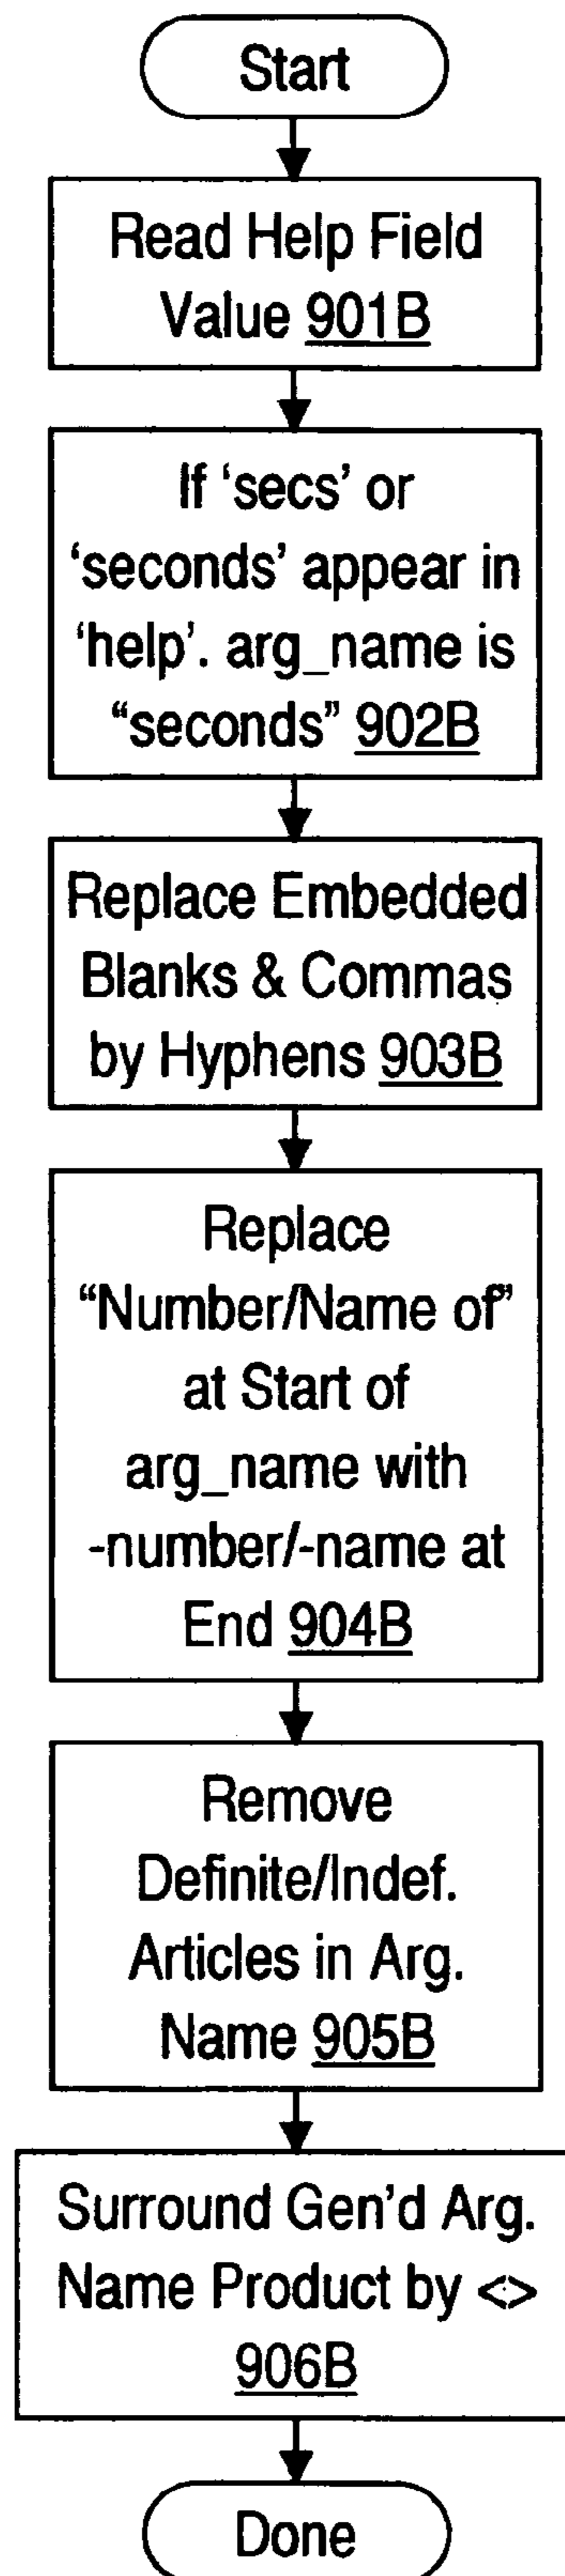 Start
Read Help Field
Value 901B
If ‘secs’ or
‘seconds’ appear in
‘help’. arg_name is
“seconds” 902B
Replace Embedded
Blanks & Commas
by Hyphens 903B
Replace
“Number/Name of”
at Start of
arg_name with
-number/-name at
End 904B
Remove
Definite/Indef.
Articles in Arg.
Name 905B
Surround Gen’d Arg.
Name Product by <>
906B
Done